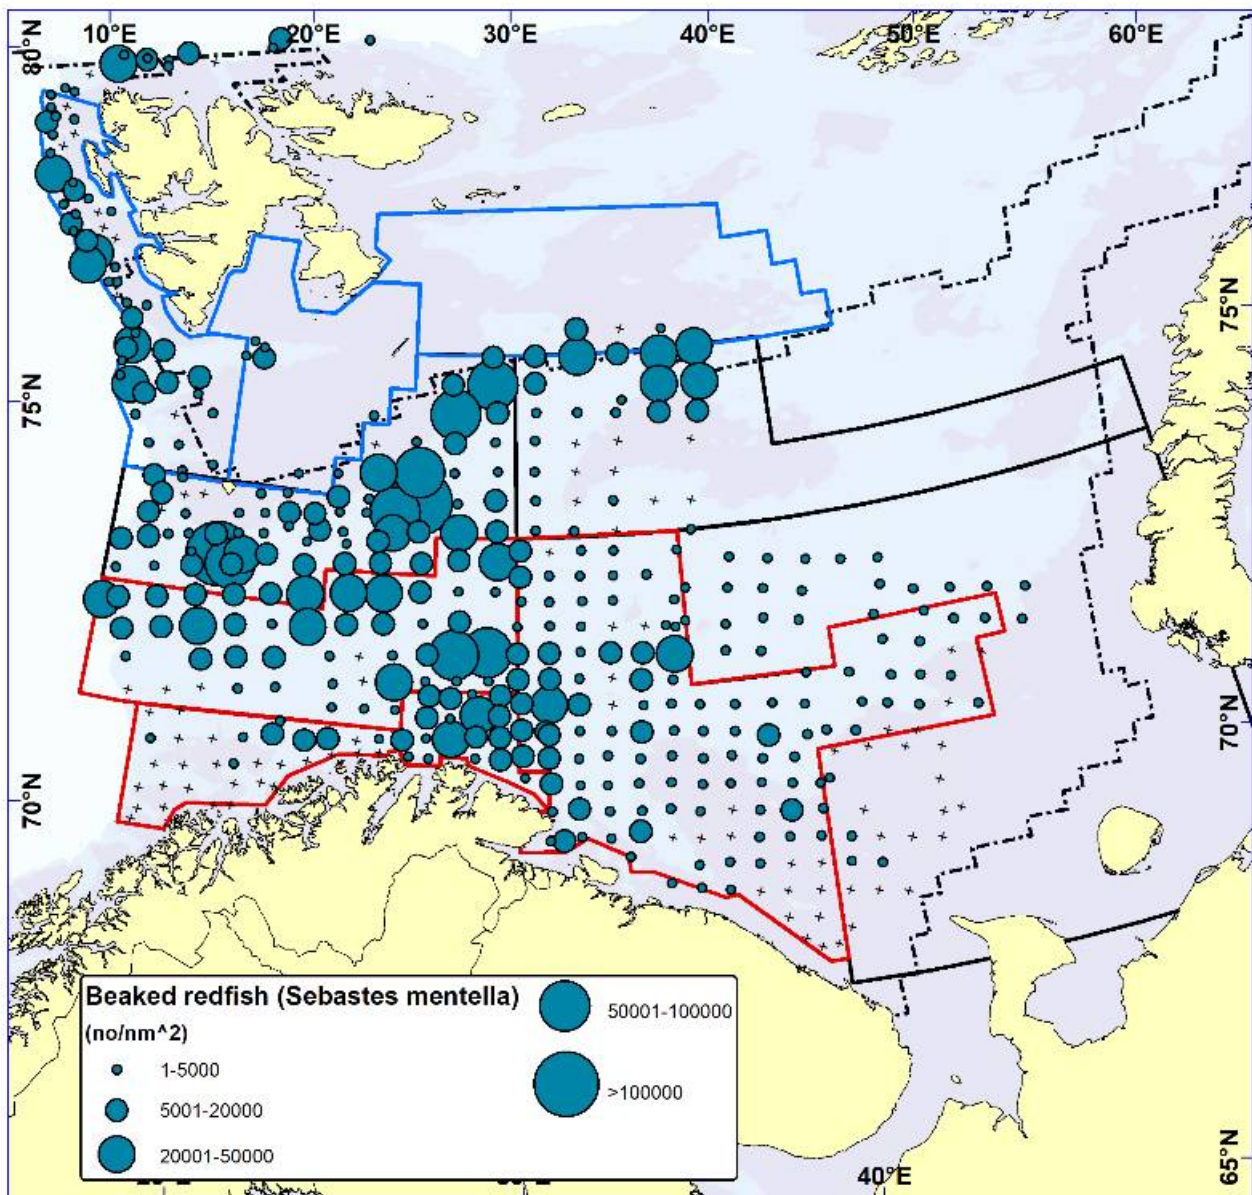 10°E 20°E 30°E 40°E 50°E 60°E
80°N
75°N
75°N
70°N
70°N
Beaked redfish (Sebastes mentella)
(no/nm^2)
1-5000
5001-20000
20001-50000
50001-100000
>100000
40°E
65°N